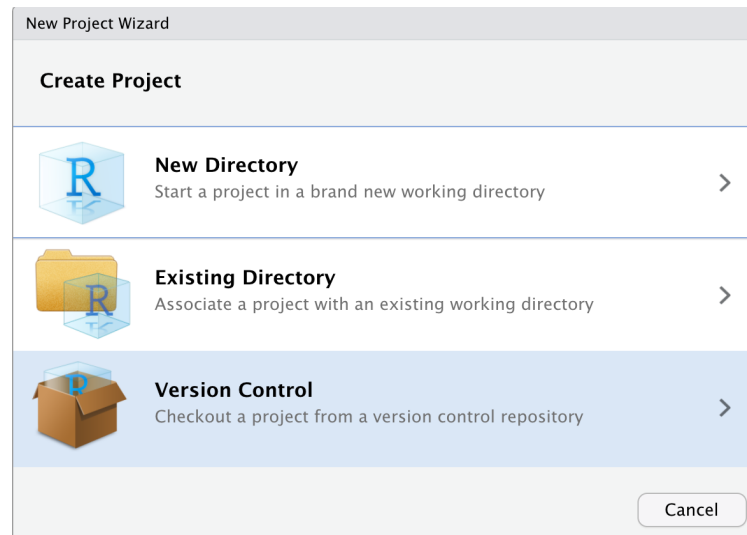 New Project Wizard
Create Project
R
New Directory
Start a project in a brand new working directory
R
Existing Directory
Associate a project with an existing working directory
R
Version Control
Checkout a project from a version control repository
Cancel